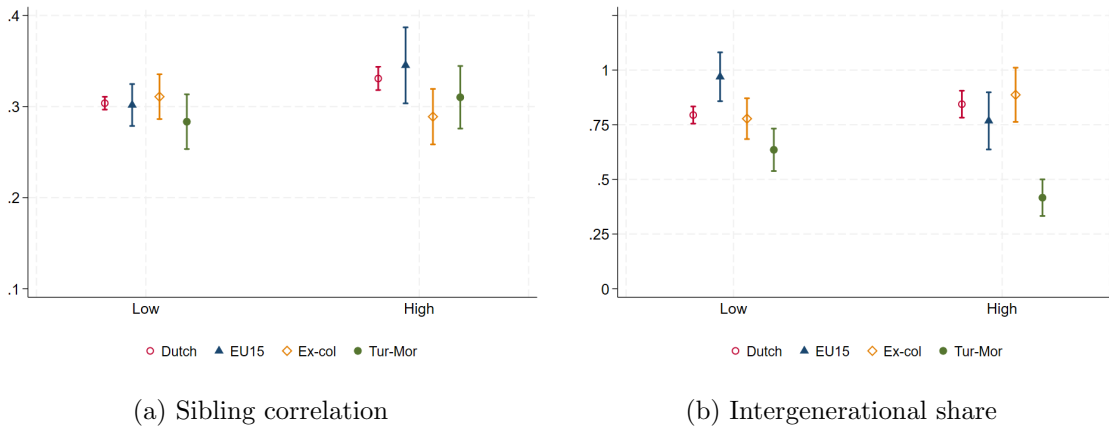 .4
.3
.2
.1
Low
High
Dutch
EU15
Ex-col
Tur-Mor
(a) Sibling correlation
1
.75
.5
.25
0
Low
High
Dutch
EU15
Ex-col
Tur-Mor
(b) Intergenerational share